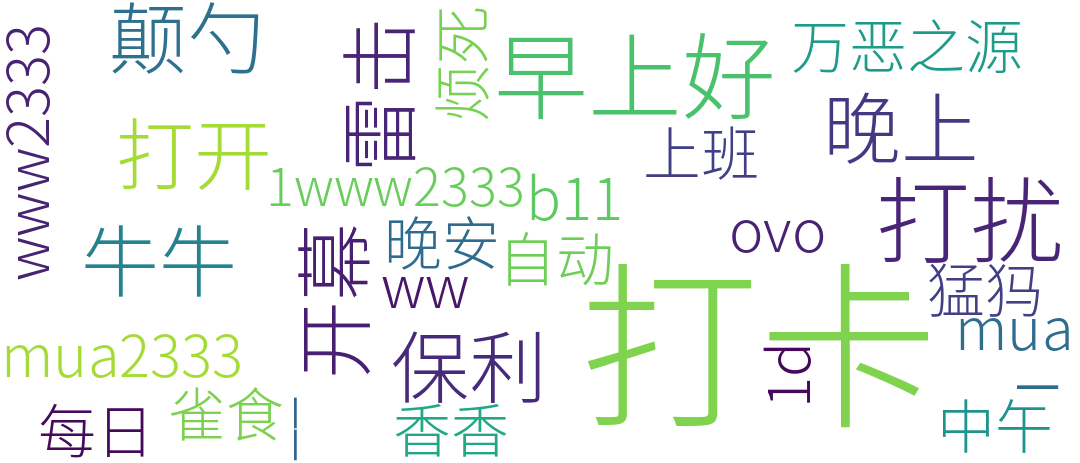 www2333
颠勺
雷击
烦死
早上好
万恶之源
打开
上班
晚上
1www2333
b11
打扰
牛牛
开幕
晚安
ww
自动
ovo
打卡
猛犸
mua
mua2333
保利
1d
每日
雀食
香香
中午